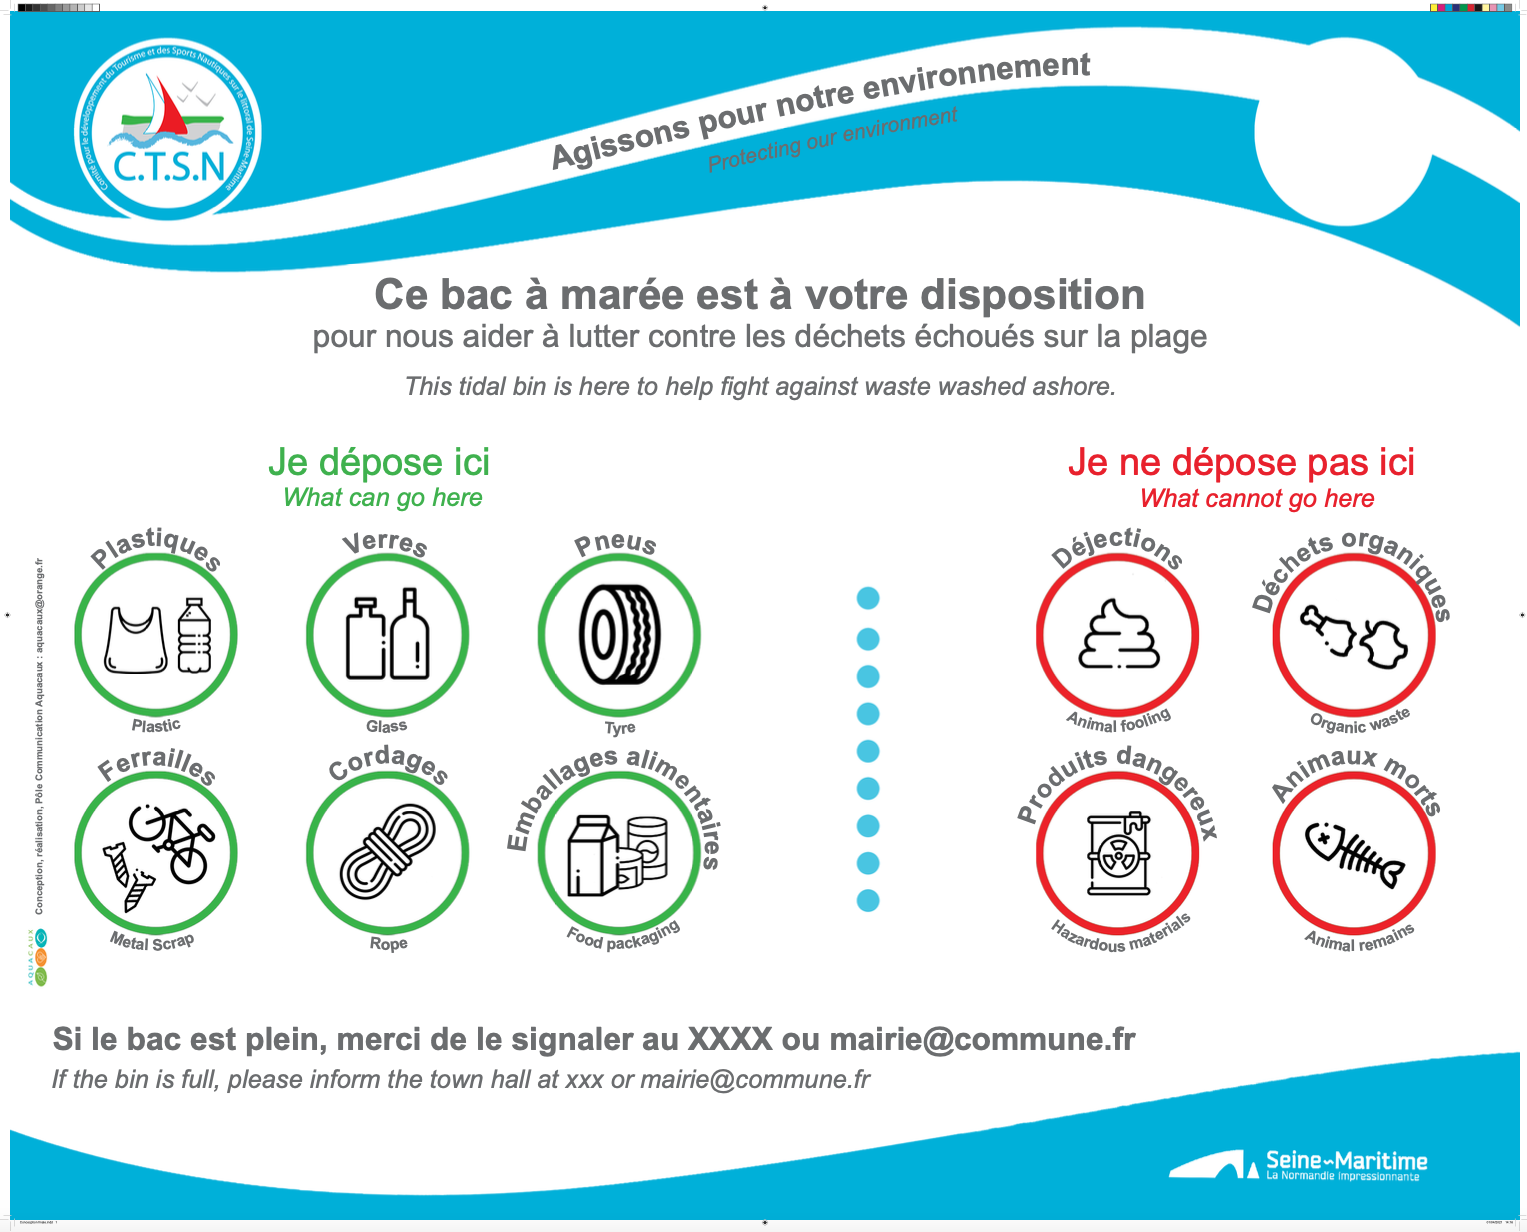 Comité pour le développement du Tourisme et des Sports Nautiques sur le littoral de Seine-Maritime
C.T.S.N
Agissons pour notre environnement
Protecting our environment
Ce bac à marée est à votre disposition
pour nous aider à lutter contre les déchets échoués sur la plage
This tidal bin is here to help fight against waste washed ashore.
Je dépose ici
What can go here
Plastiques
Plastic
Verres
Glass
Pneus
Tyre
Ferrailles
Metal Scrap
Cordages
Rope
Emballages alimentaires
Food packaging
Je ne dépose pas ici
What cannot go here
Déjections
Animal fooling
Déchets organiques
Organic waste
Produits dangereux
Hazardous materials
Animaux morts
Animal remains
Conception, réalisation, Pôle Communication Aquacaux : aquacaux@orange.fr
AQUACAUX
Si le bac est plein, merci de le signaler au XXXX ou mairie@commune.fr
If the bin is full, please inform the town hall at xxx or mairie@commune.fr
Seine-Maritime
La Normandie Impressionnante